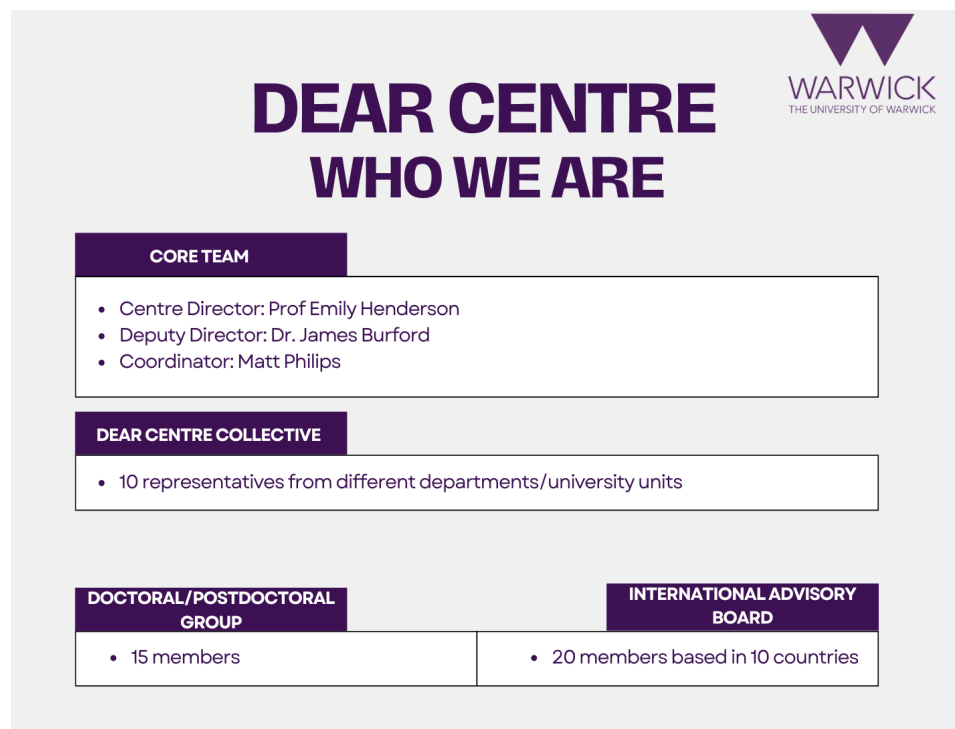 WARWICK
THE UNIVERSITY OF WARWICK
DEAR CENTRE
WHO WE ARE
CORE TEAM
• Centre Director: Prof Emily Henderson
• Deputy Director: Dr. James Burford
• Coordinator: Matt Philips
DEAR CENTRE COLLECTIVE
• 10 representatives from different departments/university units
DOCTORAL/POSTDOCTORAL
GROUP
• 15 members
INTERNATIONAL ADVISORY
BOARD
• 20 members based in 10 countries